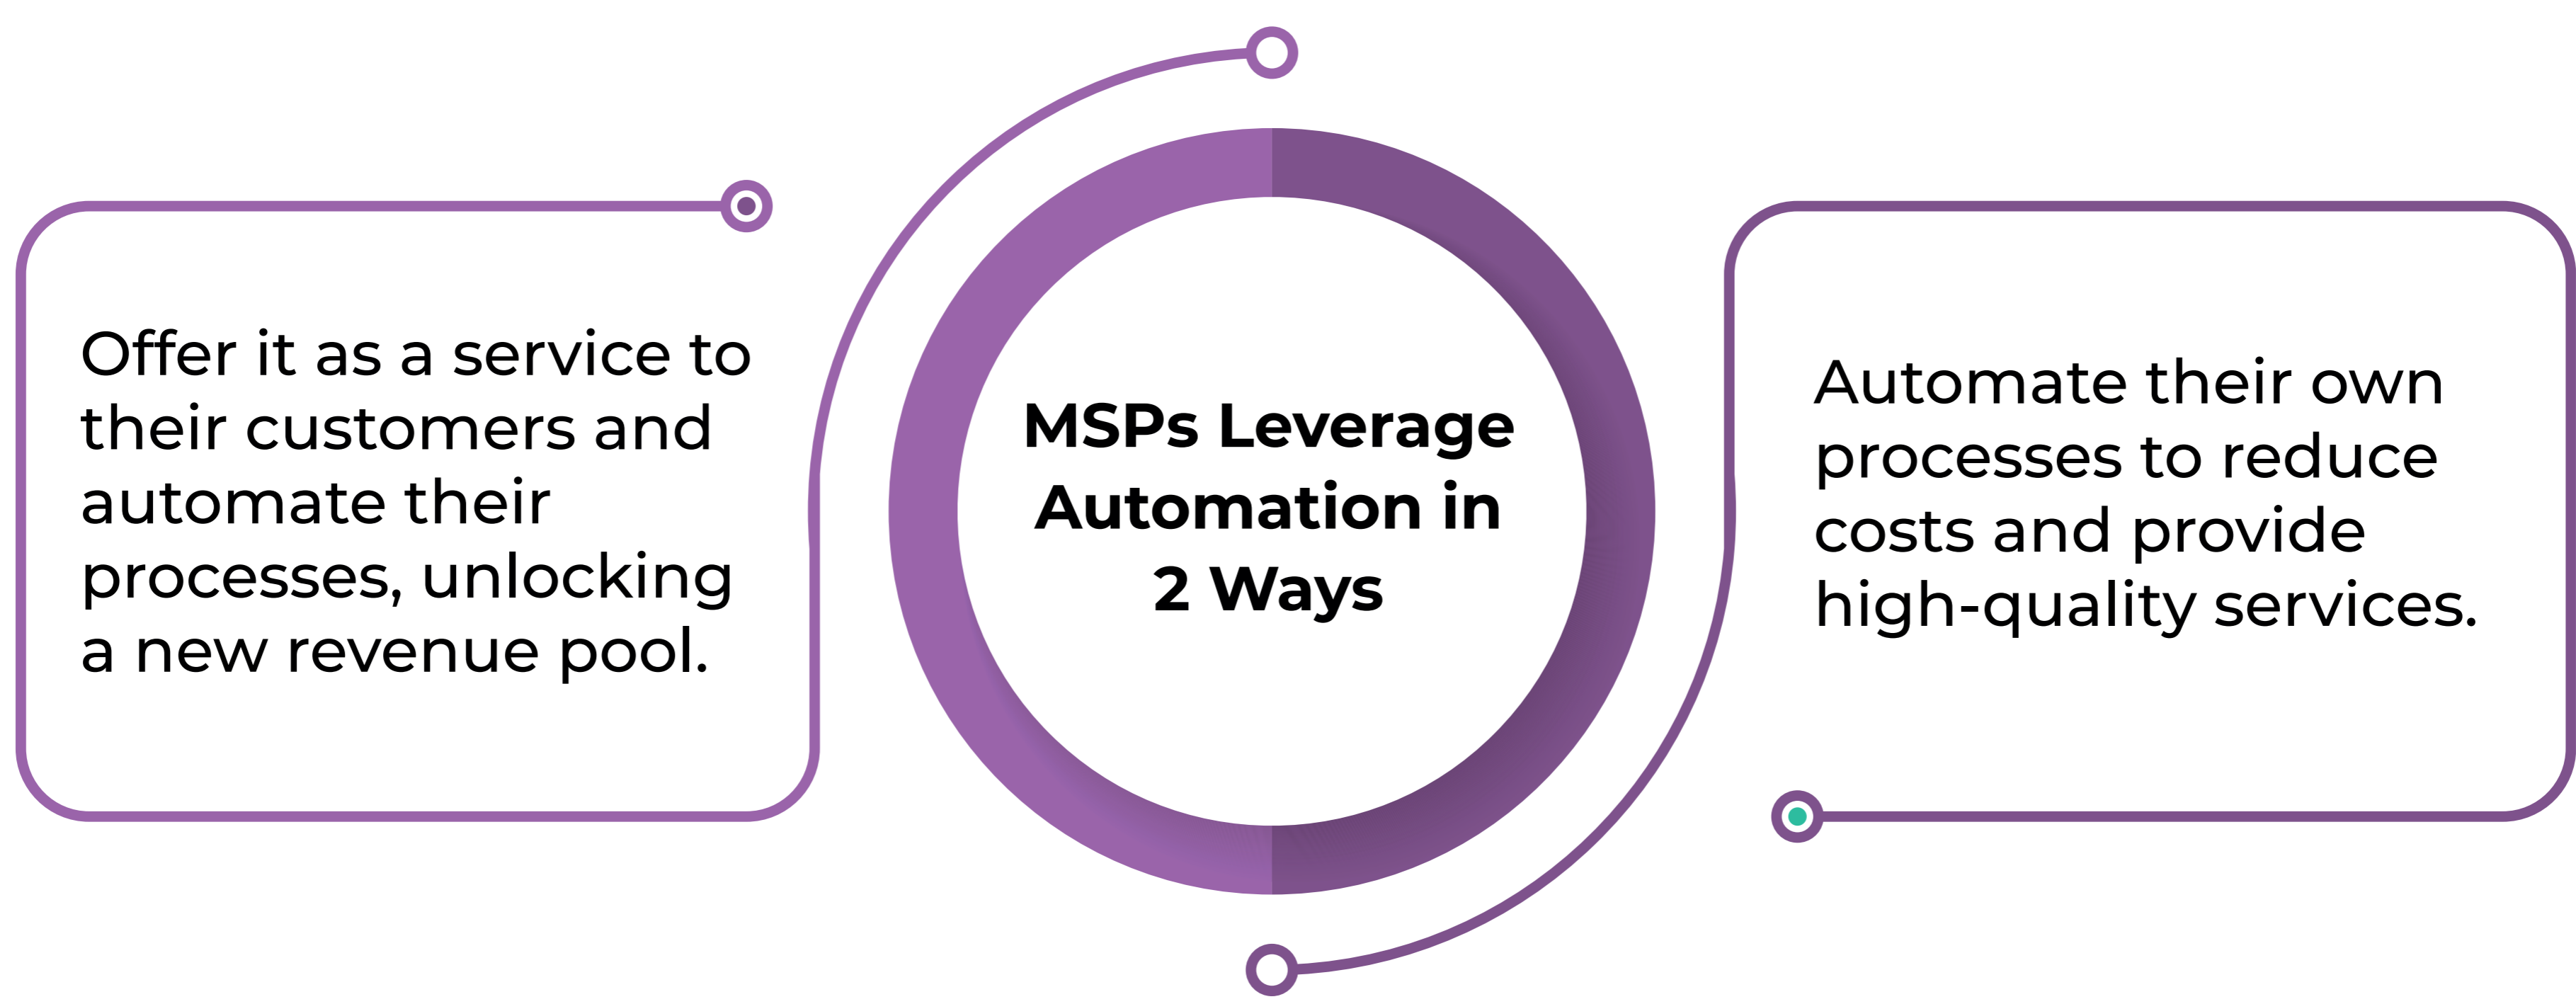 Offer it as a service to
their customers and
automate their
processes, unlocking
a new revenue pool.
MSPs Leverage
Automation in
2 Ways
Automate their own
processes to reduce
costs and provide
high-quality services.